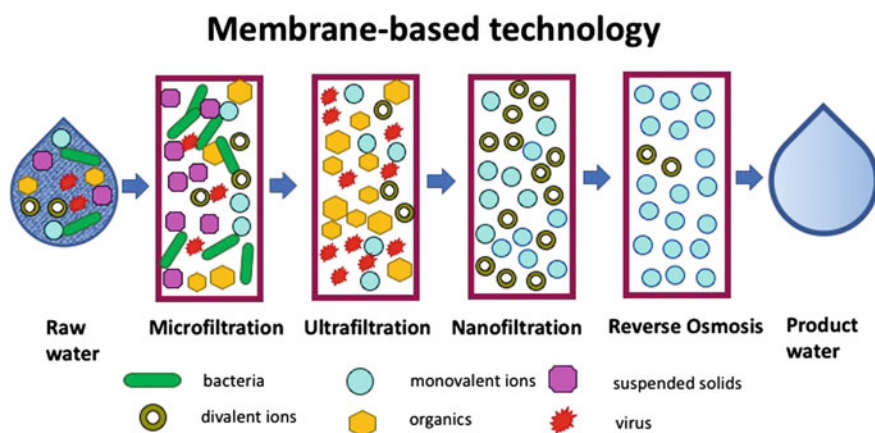 Membrane-based technology
Raw
water
Microfiltration
Ultrafiltration
Nanofiltration
Reverse Osmosis
Product
water
bacteria
monovalent ions
suspended solids
divalent ions
organics
virus